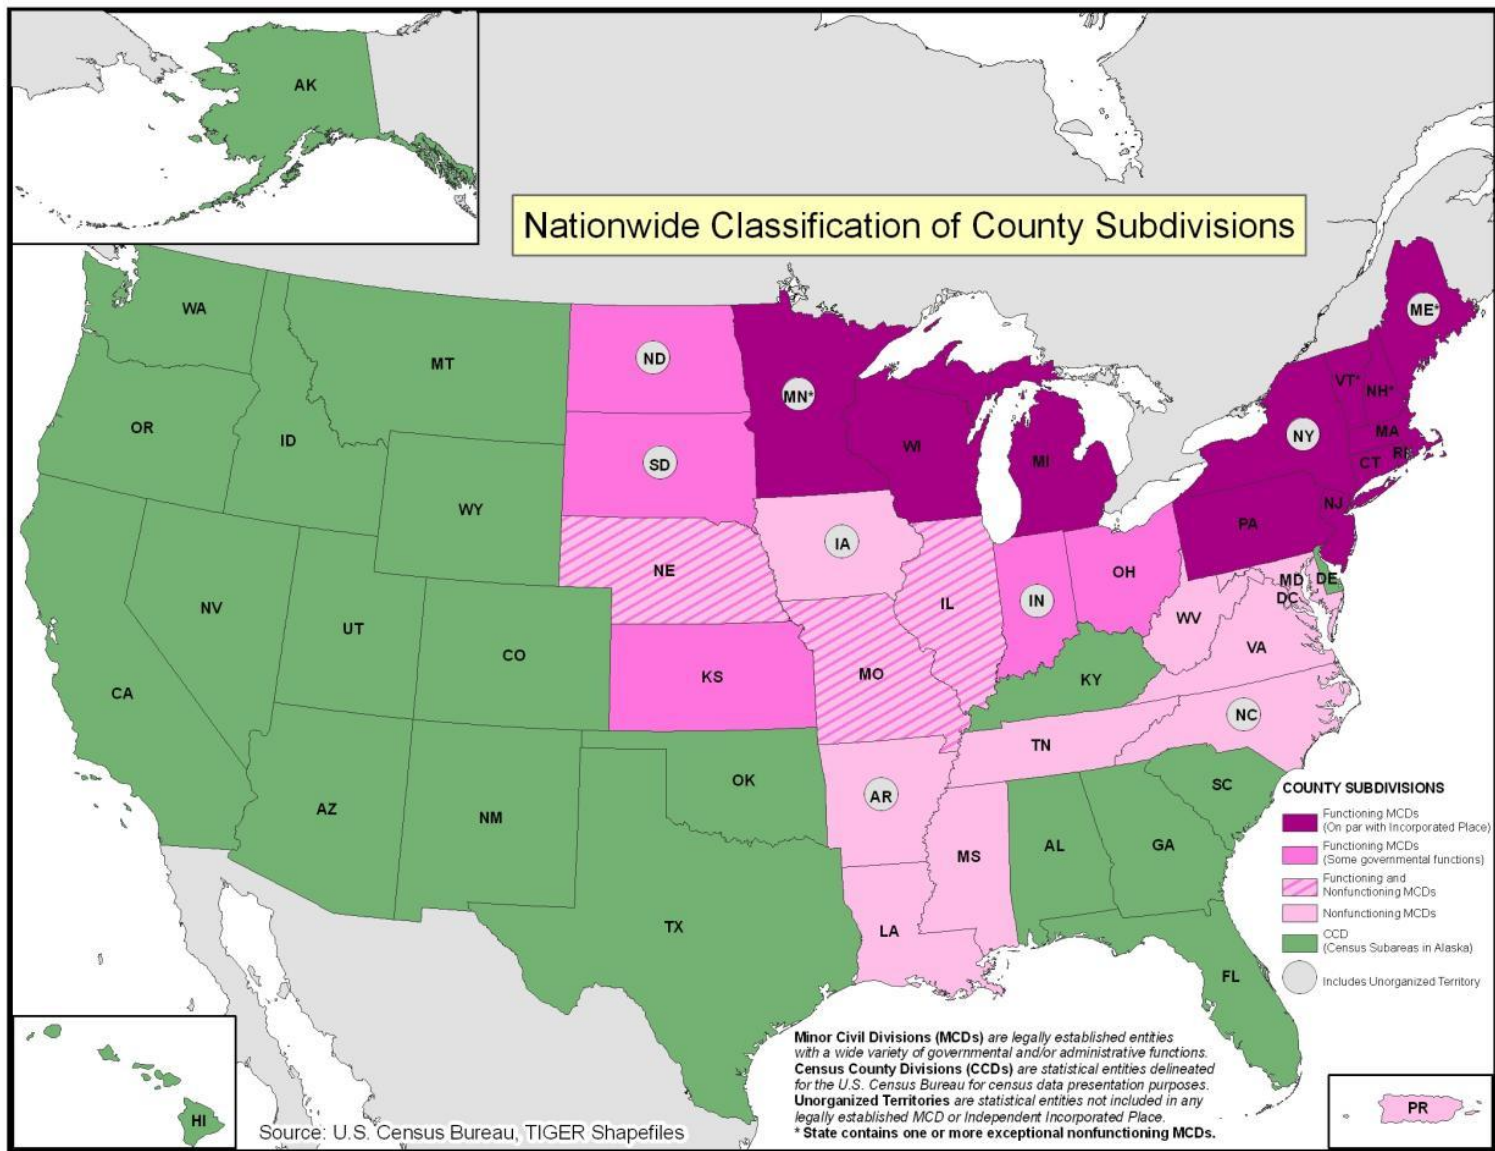 AK
Nationwide Classification of County Subdivisions
WA
MT
ND
MN*
ME*
VT*
NH*
OR
ID
SD
WI
MI
NY
MA
RI
CT
WY
NE
IA
PA
NJ
NV
UT
CO
IL
IN
OH
MD
DE
DC
WV
VA
CA
KS
MO
KY
NC
TN
AZ
NM
OK
AR
SC
TX
LA
MS
AL
GA
FL
COUNTY SUBDIVISIONS
Functioning MCDs
(On par with Incorporated Place)
Functioning MCDs
(Some governmental functions)
Functioning and
Nonfunctioning MCDs
Nonfunctioning MCDs
CCD
(Census Subareas in Alaska)
Includes Unorganized Territory
Minor Civil Divisions (MCDs) are legally established entities
with a wide variety of governmental and/or administrative functions.
Census County Divisions (CCDs) are statistical entities delineated
for the U.S. Census Bureau for census data presentation purposes.
Unorganized Territories are statistical entities not included in any
legally established MCD or Independent Incorporated Place.
* State contains one or more exceptional nonfunctioning MCDs.
HI
Source: U.S. Census Bureau, TIGER Shapefiles
PR